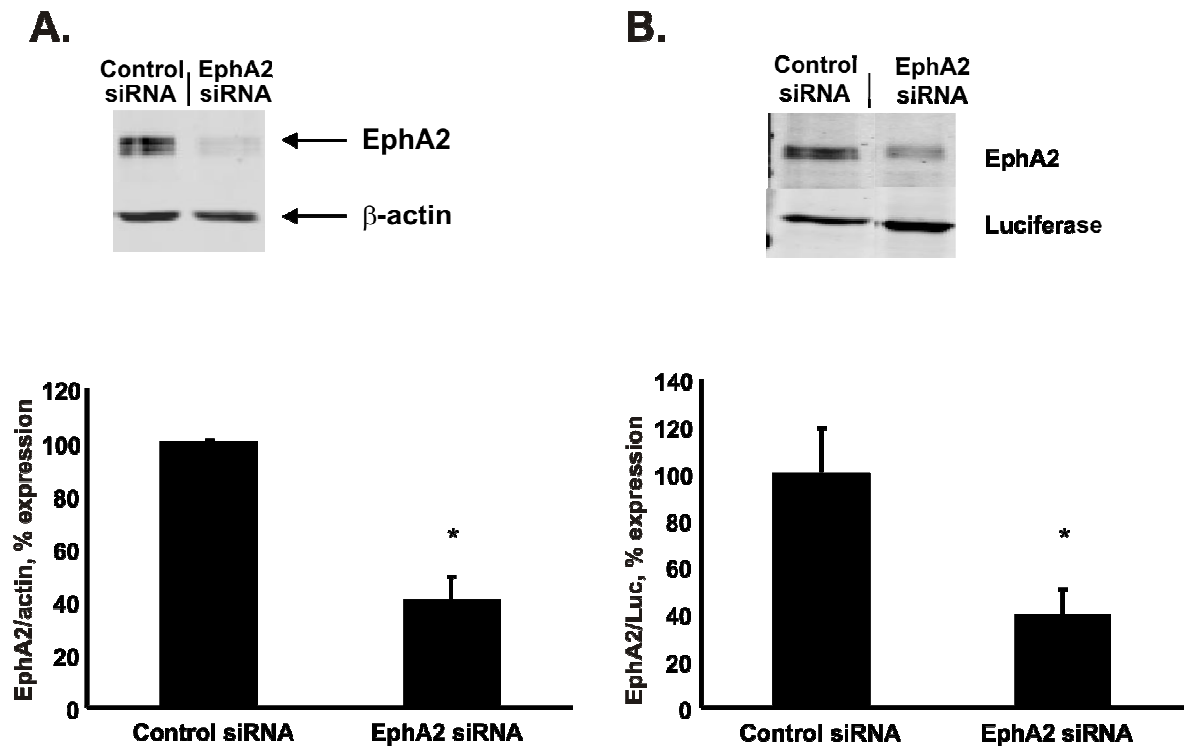 A.
Control
siRNA
EphA2
siRNA
EphA2
β-actin
120
100
80
60
40
20
0
EphA2/actin, % expression
*
Control siRNA
EphA2 siRNA
B.
Control
siRNA
EphA2
siRNA
EphA2
Luciferase
140
120
100
80
60
40
20
0
EphA2/Luc, % expression
*
Control siRNA
EphA2 siRNA